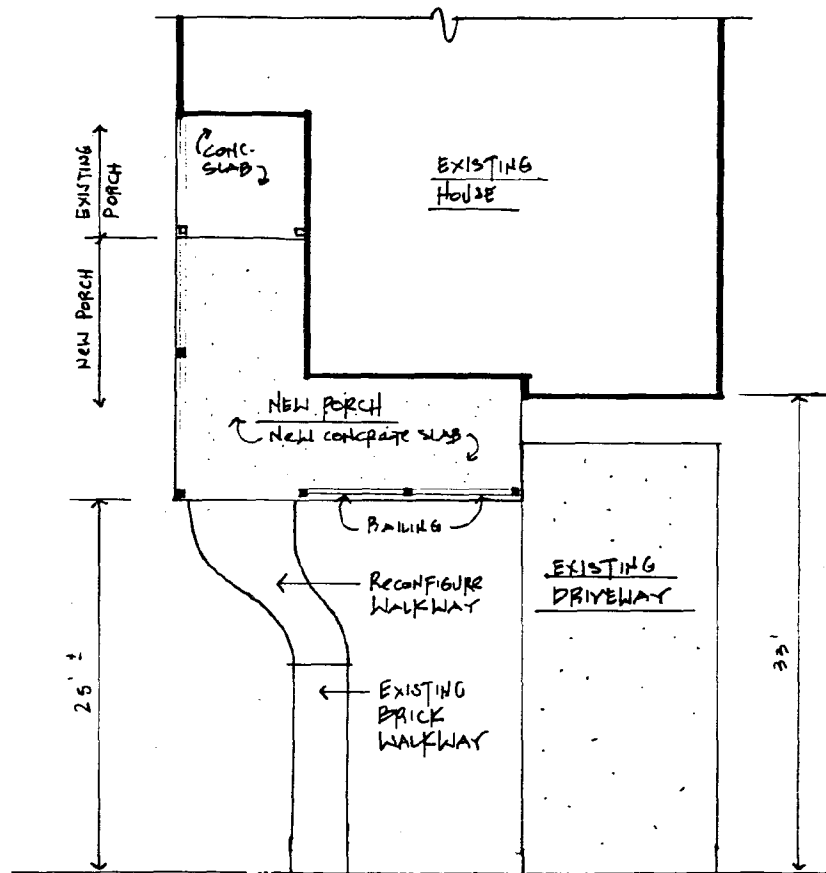 EXISTING
PORCH
CONC.
SLAB
EXISTING
HOUSE
NEW PORCH
NEW PORCH
NEW CONCRETE SLAB
RAILING
RECONFIGURE
WALKWAY
EXISTING
DRIVEWAY
25' ±
33'
EXISTING
BRICK
WALKWAY